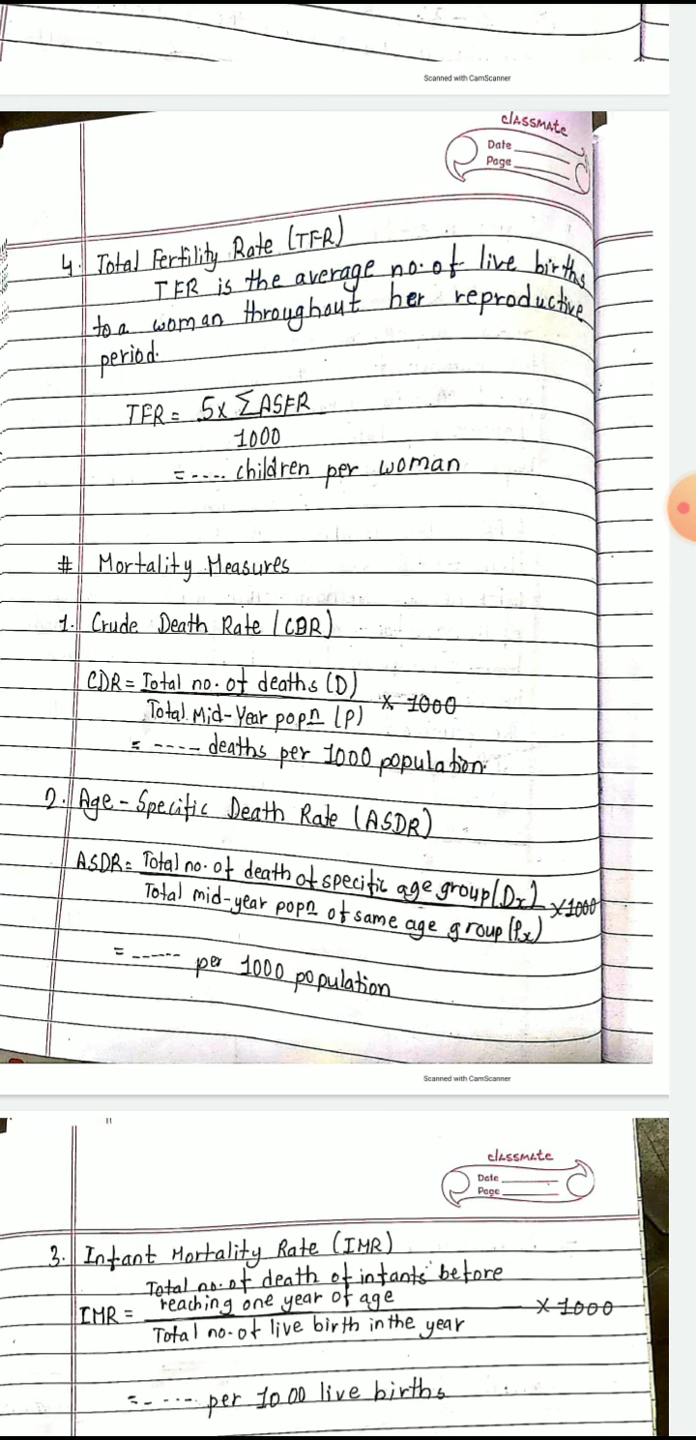 Scanned with CamScanner
classmate
Date
Page
4. Total Fertility Rate (TFR)
TFR is the average no. of live births
to a woman throughout her reproductive
period.
TFR = 5x ΣASFR
1000
= .... children per woman
# Mortality Measures
1. Crude Death Rate (CDR)
CDR = Total no. of deaths (D) × 1000
Total Mid-Year popn (P)
= ---- deaths per 1000 population.
2. Age-Specific Death Rate (ASDR)
ASDR = Total no. of death of specific age group (Dx) ×1000
Total mid-year popn of same age group (Px)
= ------ per 1000 population
Scanned with CamScanner
classmate
Date
Page
3. Infant Mortality Rate (IMR)
Total no. of death of infants before
reaching one year of age
IMR = × 1000
Total no. of live birth in the year
= ----- per 1000 live births